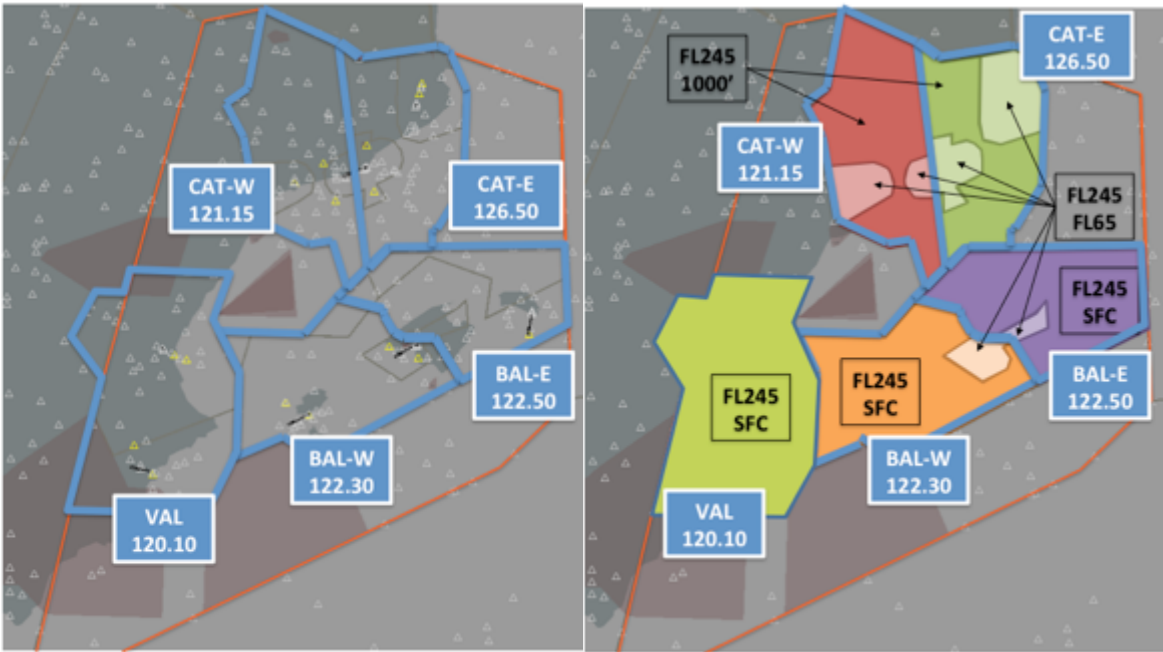 CAT-W
121.15
CAT-E
126.50
BAL-E
122.50
BAL-W
122.30
VAL
120.10
FL245
1000'
CAT-E
126.50
CAT-W
121.15
FL245
FL65
FL245
SFC
FL245
SFC
FL245
SFC
BAL-E
122.50
BAL-W
122.30
VAL
120.10